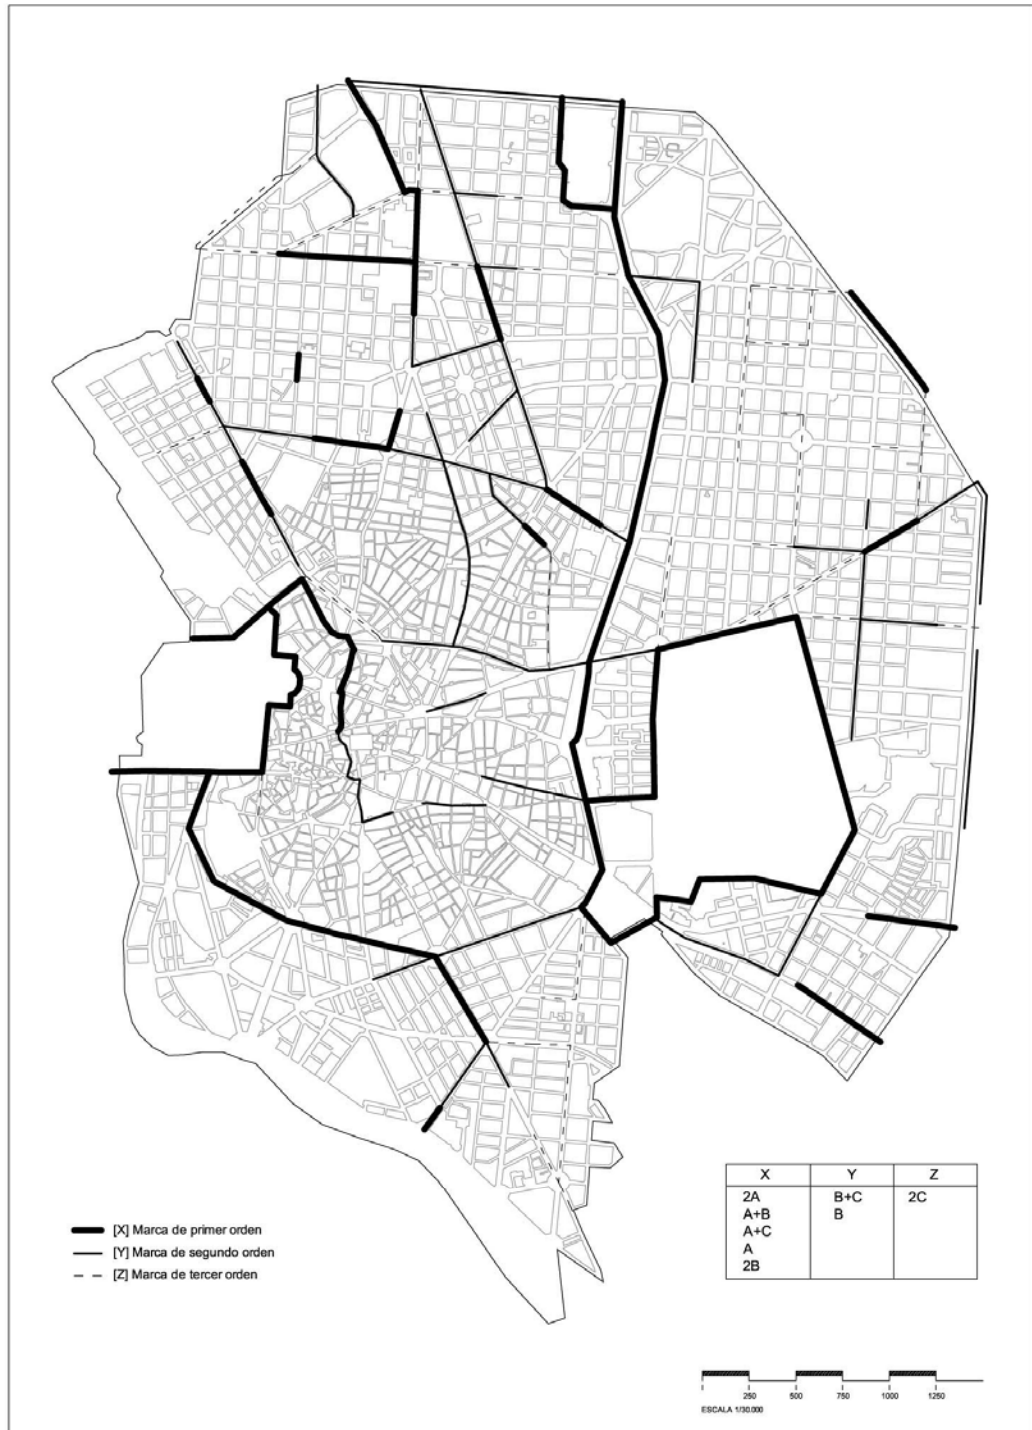 X Y Z
2A B+C 2C
A+B B
A+C
A
2B
[X] Marca de primer orden
[Y] Marca de segundo orden
[Z] Marca de tercer orden
250 500 750 1000 1250
ESCALA 1/30.000